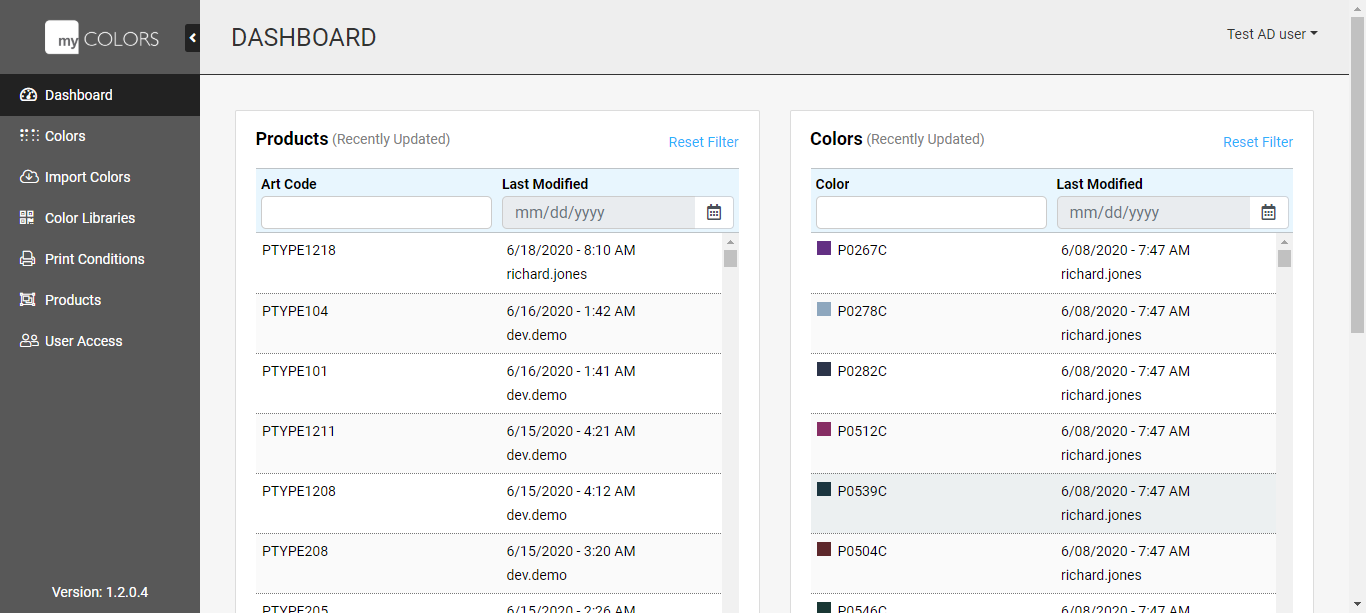 my COLORS
DASHBOARD
Test AD user
Dashboard
Colors
Import Colors
Color Libraries
Print Conditions
Products
User Access
Version: 1.2.0.4
Products (Recently Updated)
Reset Filter
Art Code Last Modified
mm/dd/yyyy
PTYPE1218 6/18/2020 - 8:10 AM
richard.jones
PTYPE104 6/16/2020 - 1:42 AM
dev.demo
PTYPE101 6/16/2020 - 1:41 AM
dev.demo
PTYPE1211 6/15/2020 - 4:21 AM
dev.demo
PTYPE1208 6/15/2020 - 4:12 AM
dev.demo
PTYPE208 6/15/2020 - 3:20 AM
dev.demo
PTYPE205 6/15/2020 - 2:26 AM
Colors (Recently Updated)
Reset Filter
Color Last Modified
mm/dd/yyyy
P0267C 6/08/2020 - 7:47 AM
richard.jones
P0278C 6/08/2020 - 7:47 AM
richard.jones
P0282C 6/08/2020 - 7:47 AM
richard.jones
P0512C 6/08/2020 - 7:47 AM
richard.jones
P0539C 6/08/2020 - 7:47 AM
richard.jones
P0504C 6/08/2020 - 7:47 AM
richard.jones
P0546C 6/08/2020 - 7:47 AM